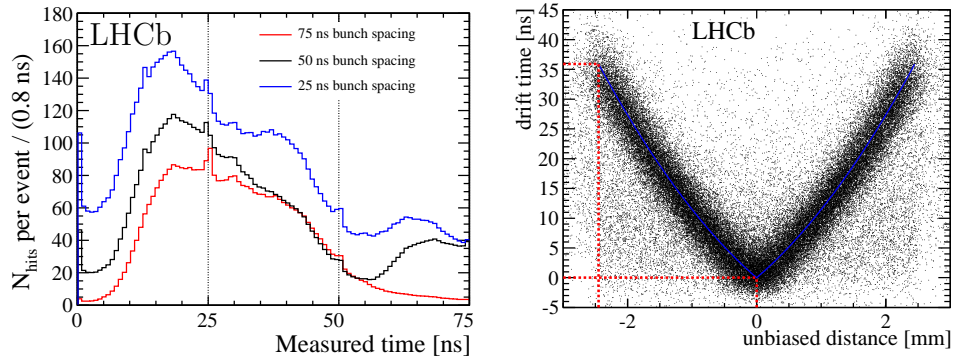 LHCb
75 ns bunch spacing
50 ns bunch spacing
25 ns bunch spacing
N_hits per event / (0.8 ns)
180
160
140
120
100
80
60
40
20
0
0 25 50 75
Measured time [ns]
LHCb
drift time [ns]
45
40
35
30
25
20
15
10
5
0
-5
-2 0 2
unbiased distance [mm]